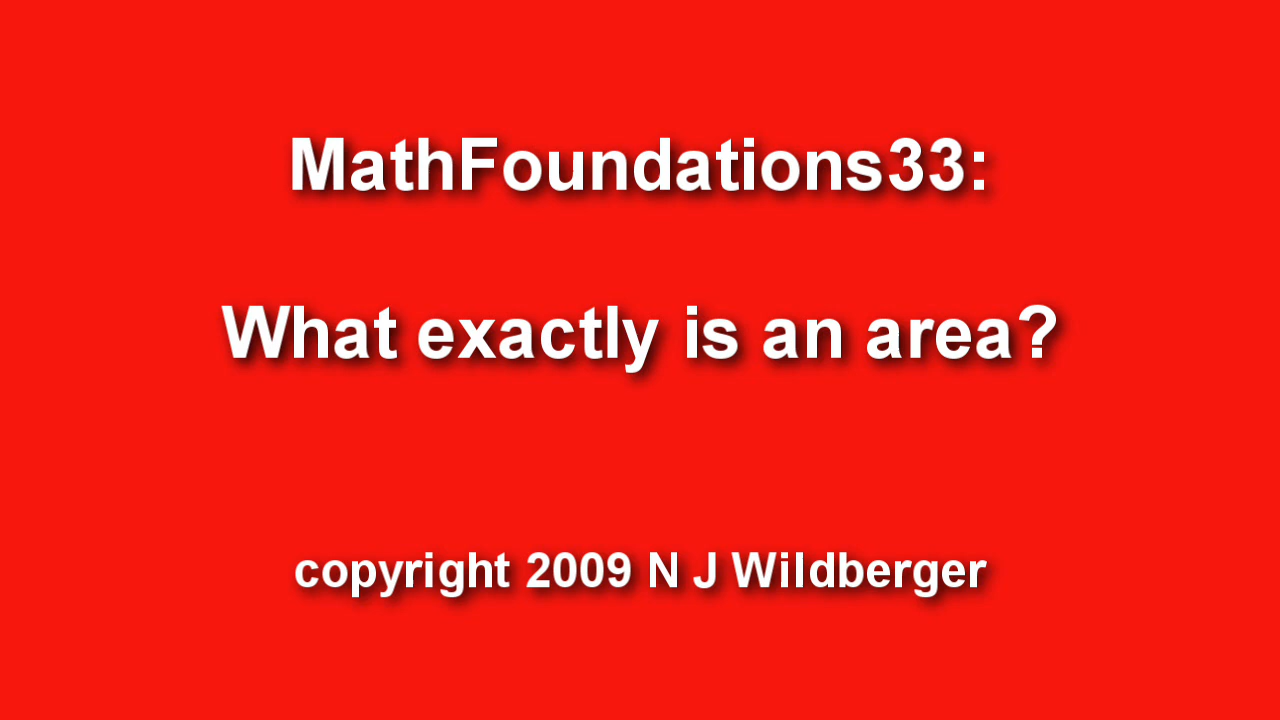 MathFoundations33:
What exactly is an area?
copyright 2009 N J Wildberger